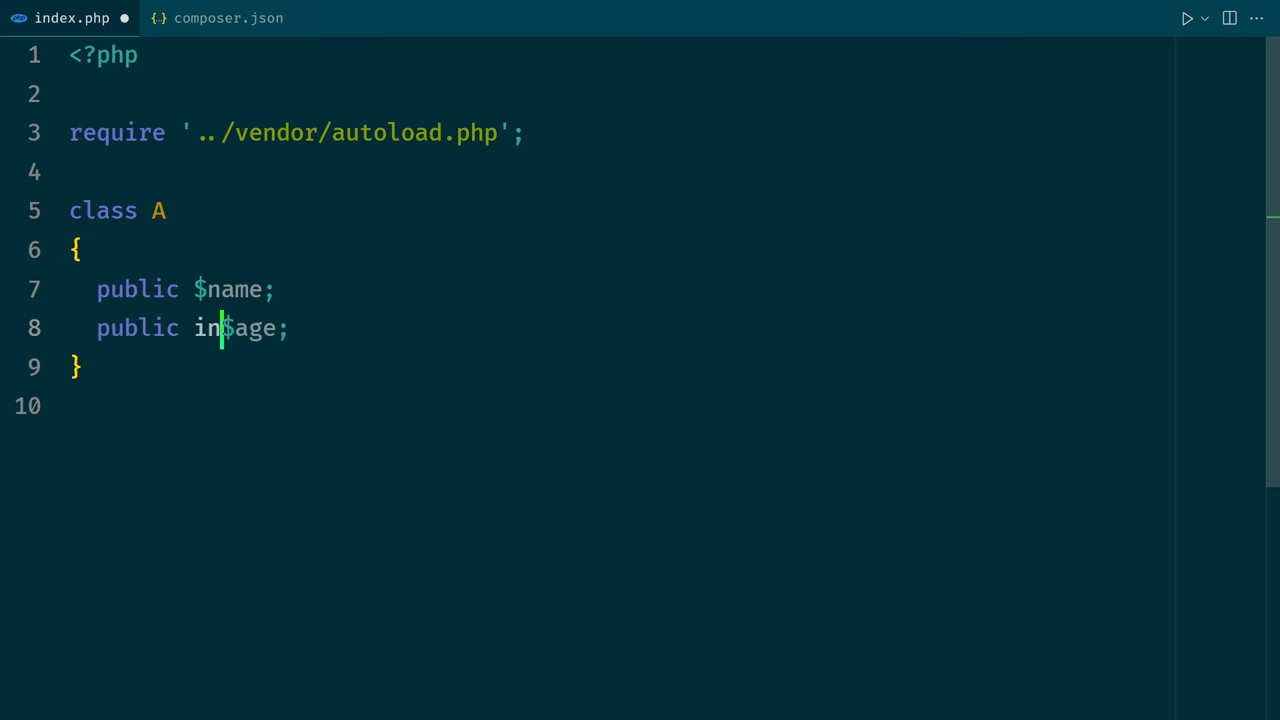 php index.php ● {..} composer.json
1 <?php
2
3 require '../vendor/autoload.php';
4
5 class A
6 {
7   public $name;
8   public in$age;
9 }
10